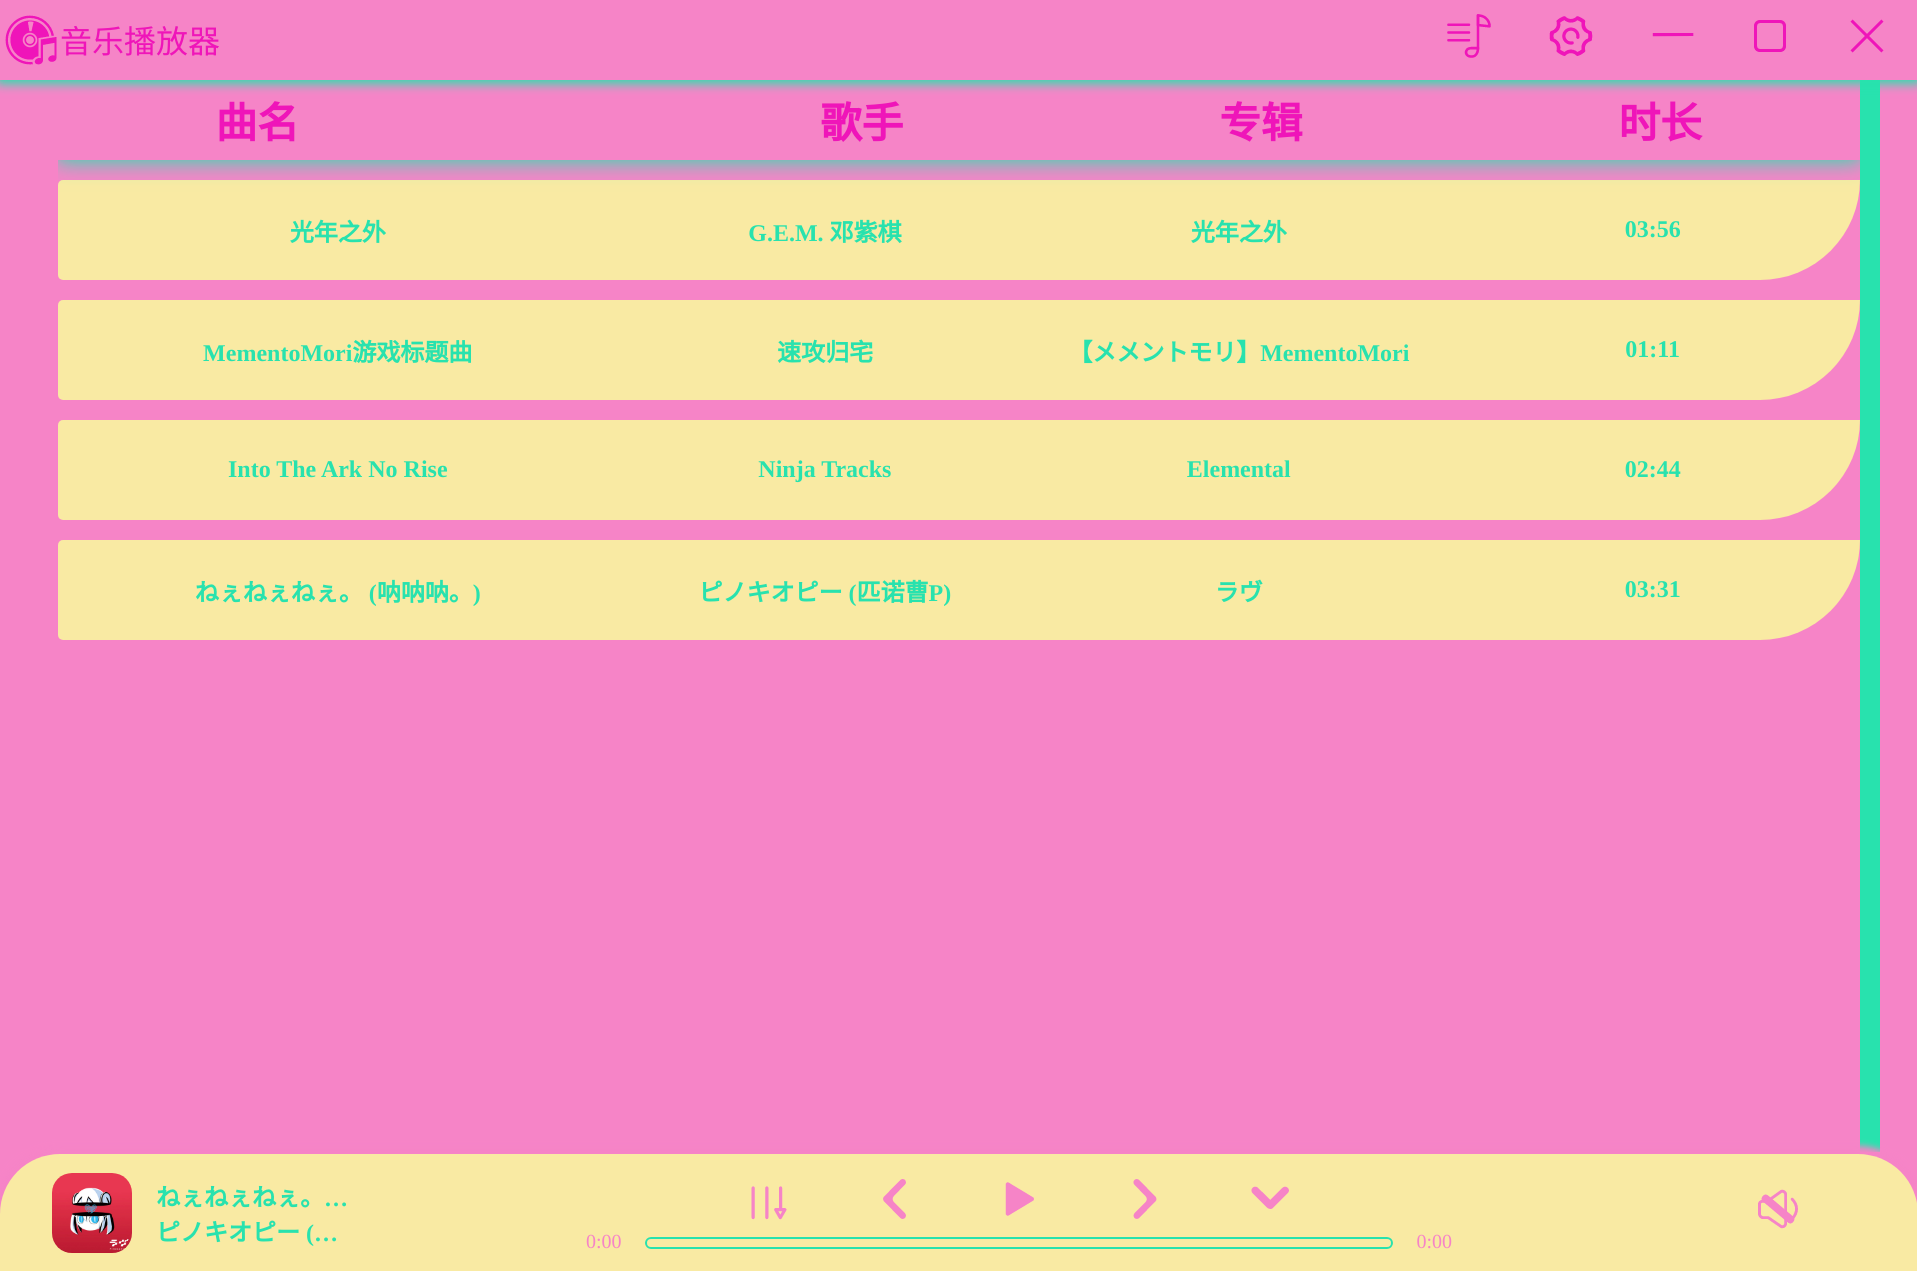 音乐播放器
曲名 歌手 专辑 时长
光年之外 G.E.M. 邓紫棋 光年之外 03:56
MementoMori游戏标题曲 速攻归宅 【メメントモリ】MementoMori 01:11
Into The Ark No Rise Ninja Tracks Elemental 02:44
ねぇねぇねぇ。 (呐呐呐。) ピノキオピー (匹诺曹P) ラヴ 03:31
ねぇねぇねぇ。…
ピノキオピー (…
0:00 0:00
ラヴ